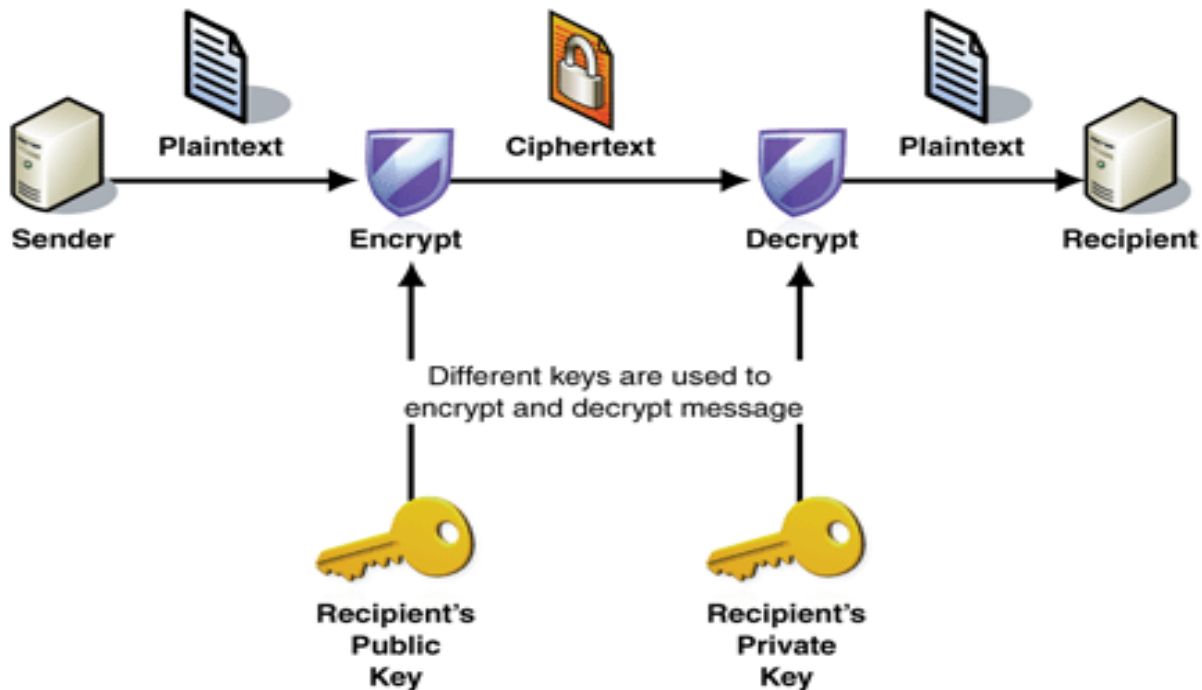 Plaintext
Ciphertext
Plaintext
Sender
Encrypt
Decrypt
Recipient
Different keys are used to
encrypt and decrypt message
Recipient's
Public
Key
Recipient's
Private
Key